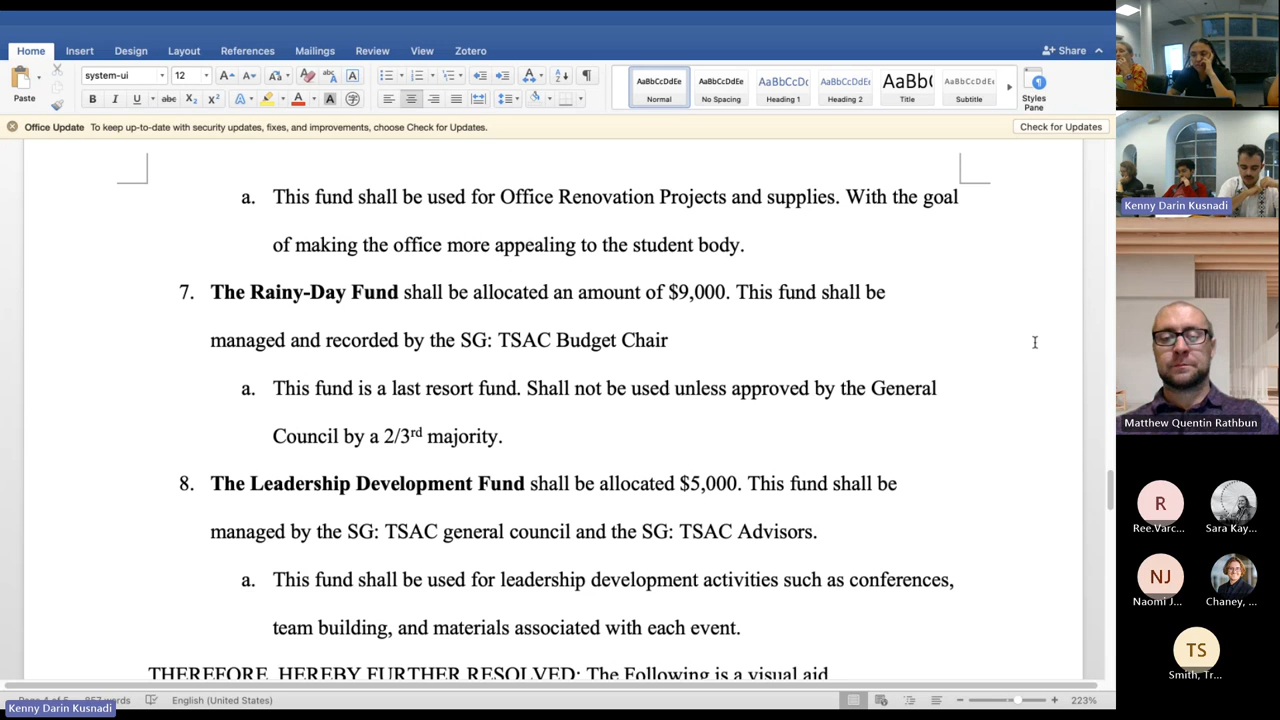 Home Insert Design Layout References Mailings Review View Zotero Share
system-ui 12
Paste
AaBbCcDdEe AaBbCcDdEe AaBbCcDc AaBbCcDdEe AaBb( AaBbCcDdEe
Normal No Spacing Heading 1 Heading 2 Title Subtitle Styles Pane
Office Update To keep up-to-date with security updates, fixes, and improvements, choose Check for Updates. Check for Updates
a. This fund shall be used for Office Renovation Projects and supplies. With the goal
of making the office more appealing to the student body.
7. The Rainy-Day Fund shall be allocated an amount of $9,000. This fund shall be
managed and recorded by the SG: TSAC Budget Chair
a. This fund is a last resort fund. Shall not be used unless approved by the General
Council by a 2/3rd majority.
8. The Leadership Development Fund shall be allocated $5,000. This fund shall be
managed by the SG: TSAC general council and the SG: TSAC Advisors.
a. This fund shall be used for leadership development activities such as conferences,
team building, and materials associated with each event.
THEREFORE, HEREBY FURTHER RESOLVED: The Following is a visual aid
English (United States) 223%
Kenny Darin Kusnadi
Kenny Darin Kusnadi
Matthew Quentin Rathbun
R
Ree.Varc... Sara Kay...
NJ
Naomi J... Chaney, ...
TS
Smith, Tr...